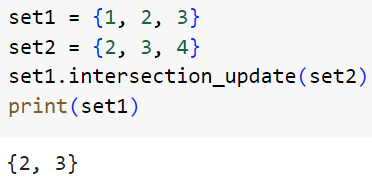 set1 = {1, 2, 3}
set2 = {2, 3, 4}
set1.intersection_update(set2)
print(set1)
{2, 3}